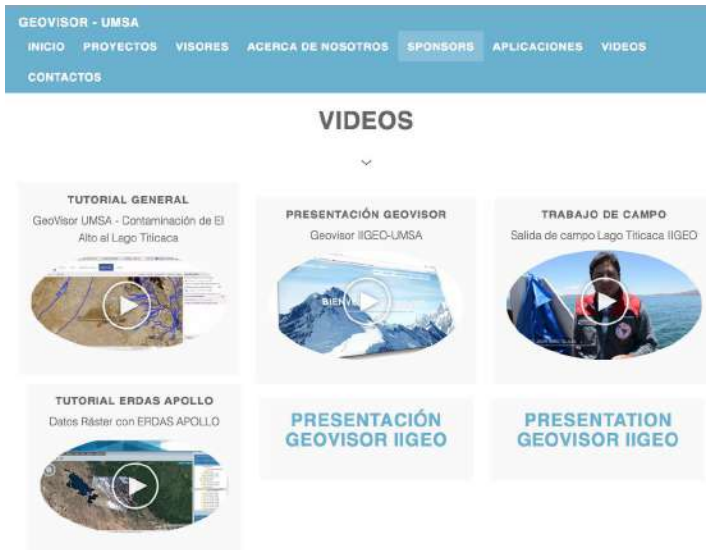 GEOVISOR - UMSA
INICIO PROYECTOS VISORES ACERCA DE NOSOTROS SPONSORS APLICACIONES VIDEOS
CONTACTOS
VIDEOS
TUTORIAL GENERAL
GeoVisor UMSA - Contaminación de El
Alto al Lago Titicaca
PRESENTACIÓN GEOVISOR
Geovisor IIGEO-UMSA
BIENVE
TRABAJO DE CAMPO
Salida de campo Lago Titicaca IIGEO
TUTORIAL ERDAS APOLLO
Datos Ráster con ERDAS APOLLO
PRESENTACIÓN
GEOVISOR IIGEO
PRESENTATION
GEOVISOR IIGEO